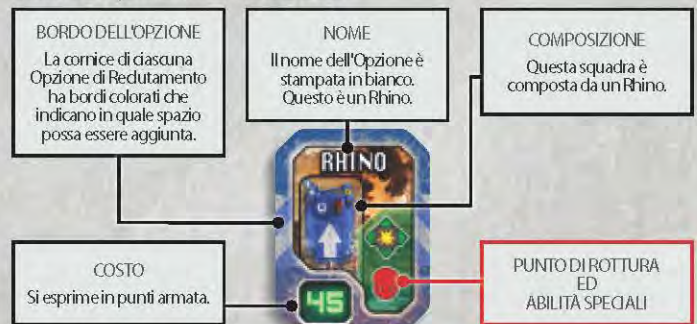 BORDO DELL'OPZIONE
La cornice di ciascuna
Opzione di Reclutamento
ha bordi colorati che
indicano in quale spazio
possa essere aggiunta.
NOME
Il nome dell'Opzione è
stampata in bianco.
Questo è un Rhino.
COMPOSIZIONE
Questa squadra è
composta da un Rhino.
RHINO
COSTO
Si esprime in punti armata.
45
PUNTO DI ROTTURA
ED
ABILITÀ SPECIALI